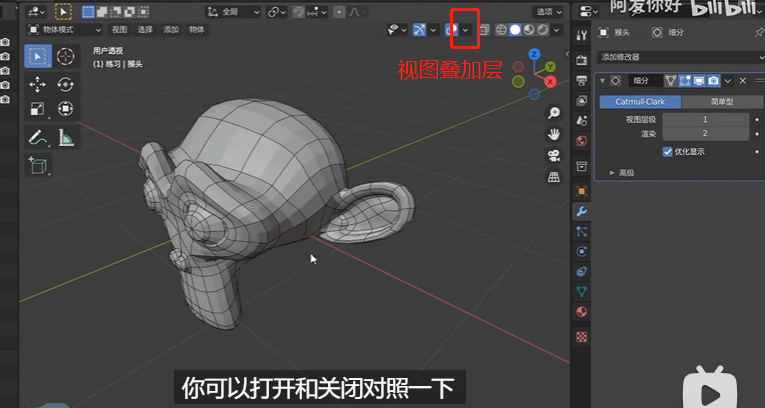 阿爱你好 bilibili
全局
选项
物体模式
视图
选择
添加
物体
视图叠加层
用户透视
(1) 练习 | 猴头
Z
Y
X
猴头
细分
添加修改器
细分
Catmull-Clark
简单型
视图层级
1
渲染
2
优化显示
高级
你可以打开和关闭对照一下